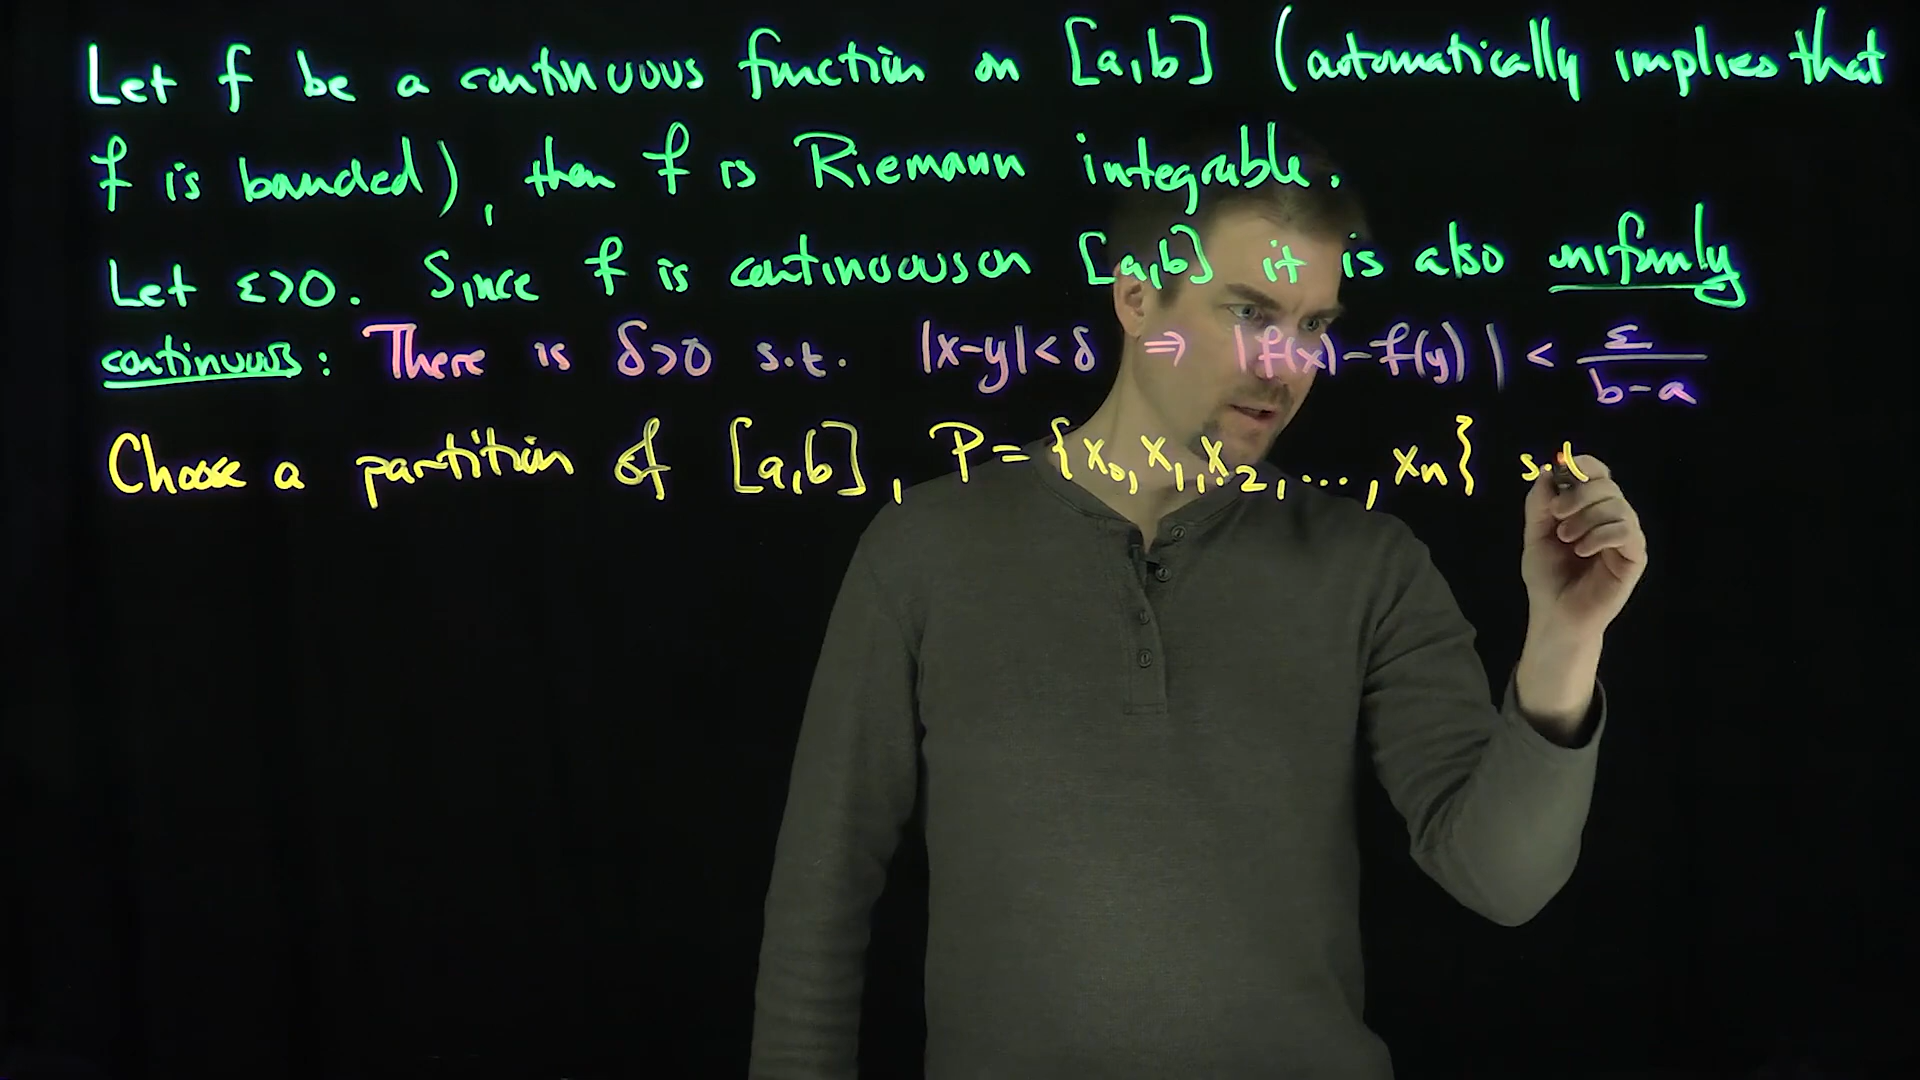 Let f be a continuous function on [a,b] (automatically implies that
f is bounded), then f is Riemann integrable.
Let ε>0. Since f is continuous on [a,b] it is also uniformly
continuous: There is δ>0 s.t. |x-y|<δ ⇒ |f(x)-f(y)| < ε/(b-a)
Choose a partition of [a,b], P = {x₀, x₁, x₂, ..., xₙ} s.t